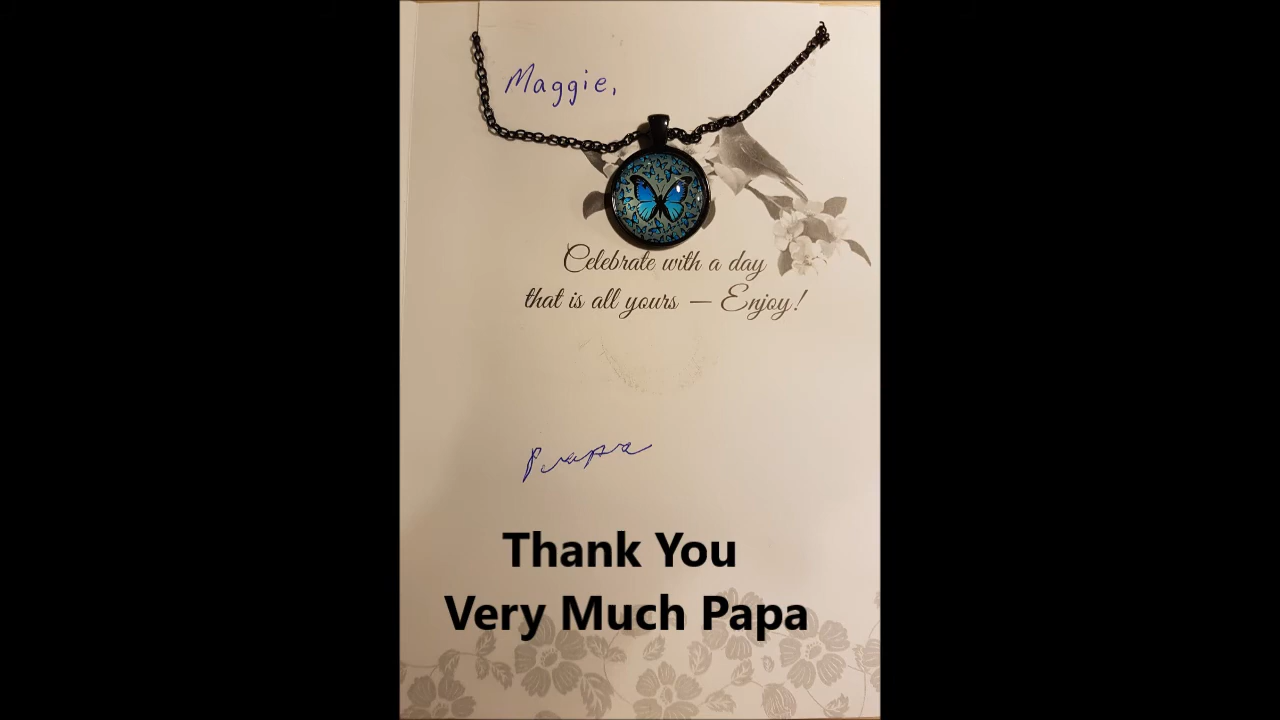 Maggie,
Celebrate with a day
that is all yours — Enjoy!
Papa
Thank You
Very Much Papa